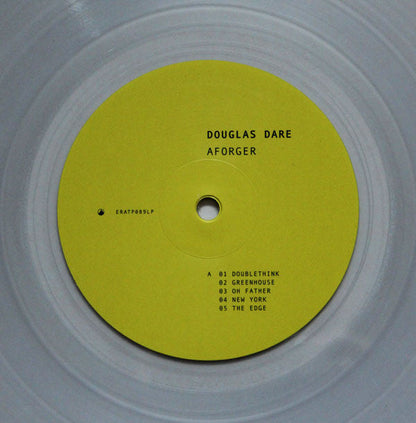 DOUGLAS DARE
AFORGER
ERATP089LP
A 01 DOUBLETHINK
02 GREENHOUSE
03 OH FATHER
04 NEW YORK
05 THE EDGE